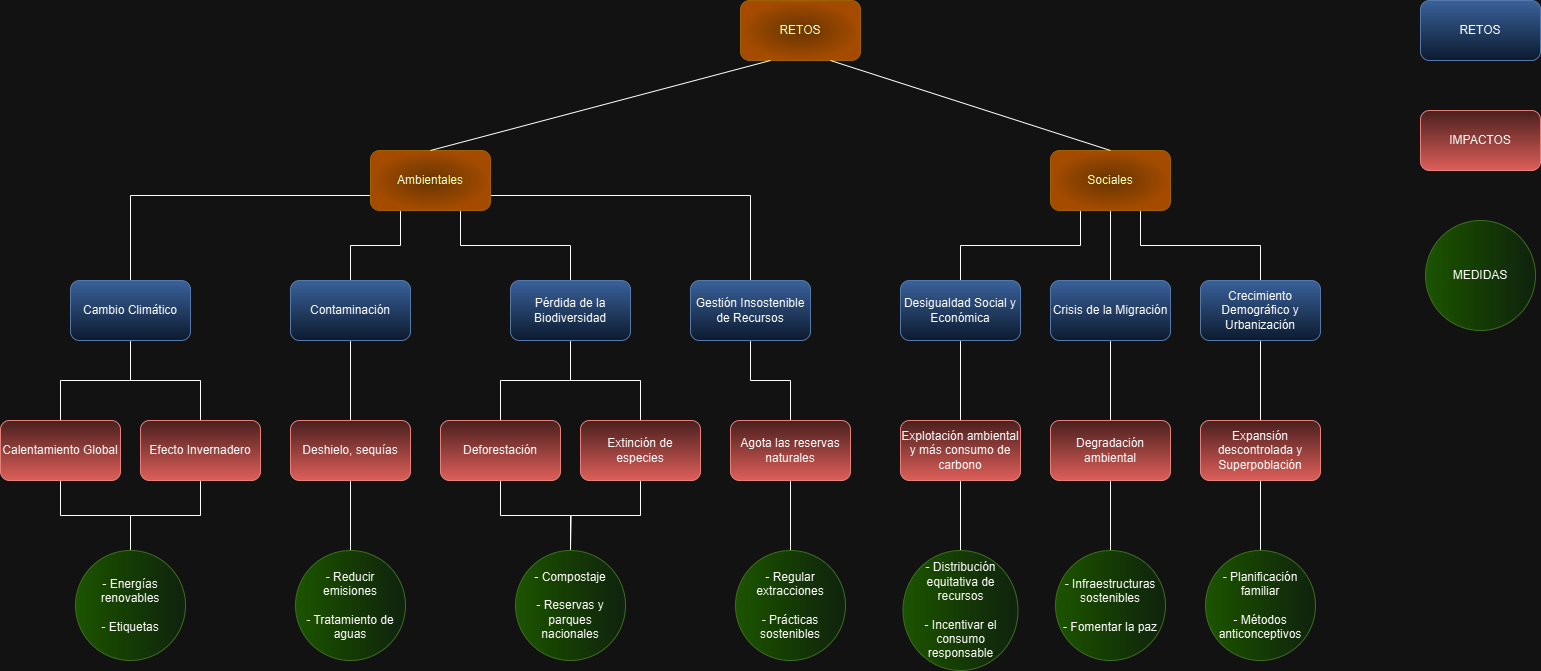 RETOS
RETOS
IMPACTOS
Ambientales
Sociales
MEDIDAS
Cambio Climático
Contaminación
Pérdida de la
Biodiversidad
Gestión Insostenible
de Recursos
Desigualdad Social y
Económica
Crisis de la Migración
Crecimiento
Demográfico y
Urbanización
Calentamiento Global
Efecto Invernadero
Deshielo, sequías
Deforestación
Extinción de
especies
Agota las reservas
naturales
Explotación ambiental
y más consumo de
carbono
Degradación
ambiental
Expansión
descontrolada y
Superpoblación
- Energías
renovables
- Etiquetas
- Reducir
emisiones
- Tratamiento de
aguas
- Compostaje
- Reservas y
parques
nacionales
- Regular
extracciones
- Prácticas
sostenibles
- Distribución
equitativa de
recursos
- Incentivar el
consumo
responsable
- Infraestructuras
sostenibles
- Fomentar la paz
- Planificación
familiar
- Métodos
anticonceptivos